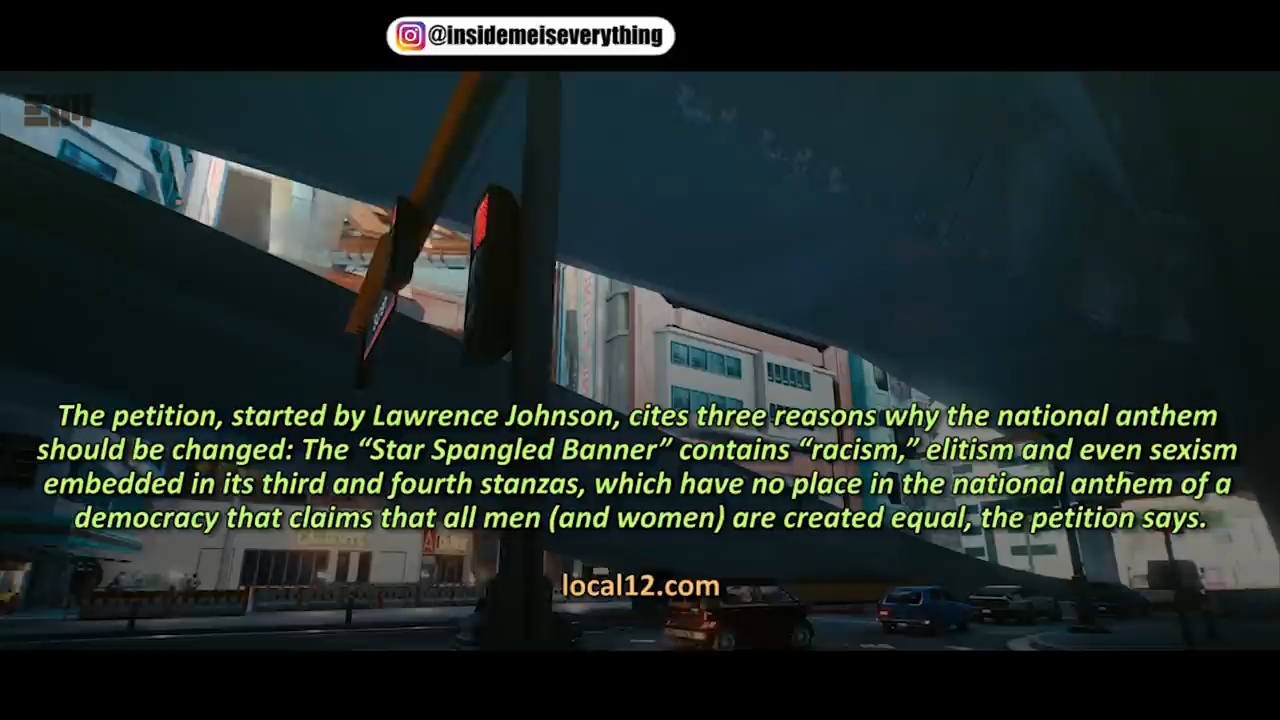 @insidemeiseverything
The petition, started by Lawrence Johnson, cites three reasons why the national anthem
should be changed: The “Star Spangled Banner” contains “racism,” elitism and even sexism
embedded in its third and fourth stanzas, which have no place in the national anthem of a
democracy that claims that all men (and women) are created equal, the petition says.
local12.com